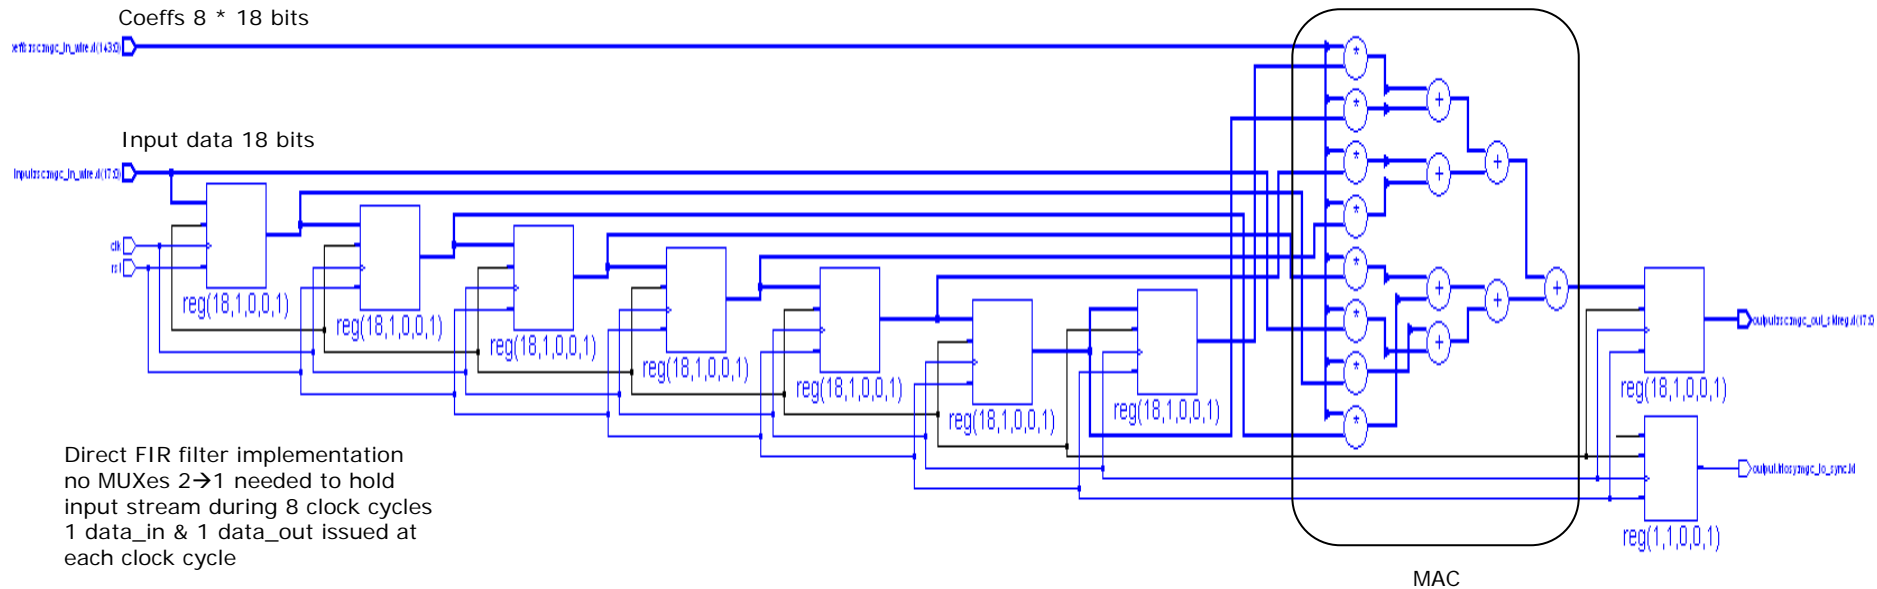 Coeffs 8 * 18 bits
Input data 18 bits
clk
rst
reg(18,1,0,0,1)
reg(18,1,0,0,1)
reg(18,1,0,0,1)
reg(18,1,0,0,1)
reg(18,1,0,0,1)
reg(18,1,0,0,1)
reg(18,1,0,0,1)
*
*
*
*
*
*
*
*
+
+
+
+
+
+
+
reg(18,1,0,0,1)
reg(1,1,0,0,1)
Direct FIR filter implementation
no MUXes 2→1 needed to hold
input stream during 8 clock cycles
1 data_in & 1 data_out issued at
each clock cycle
MAC